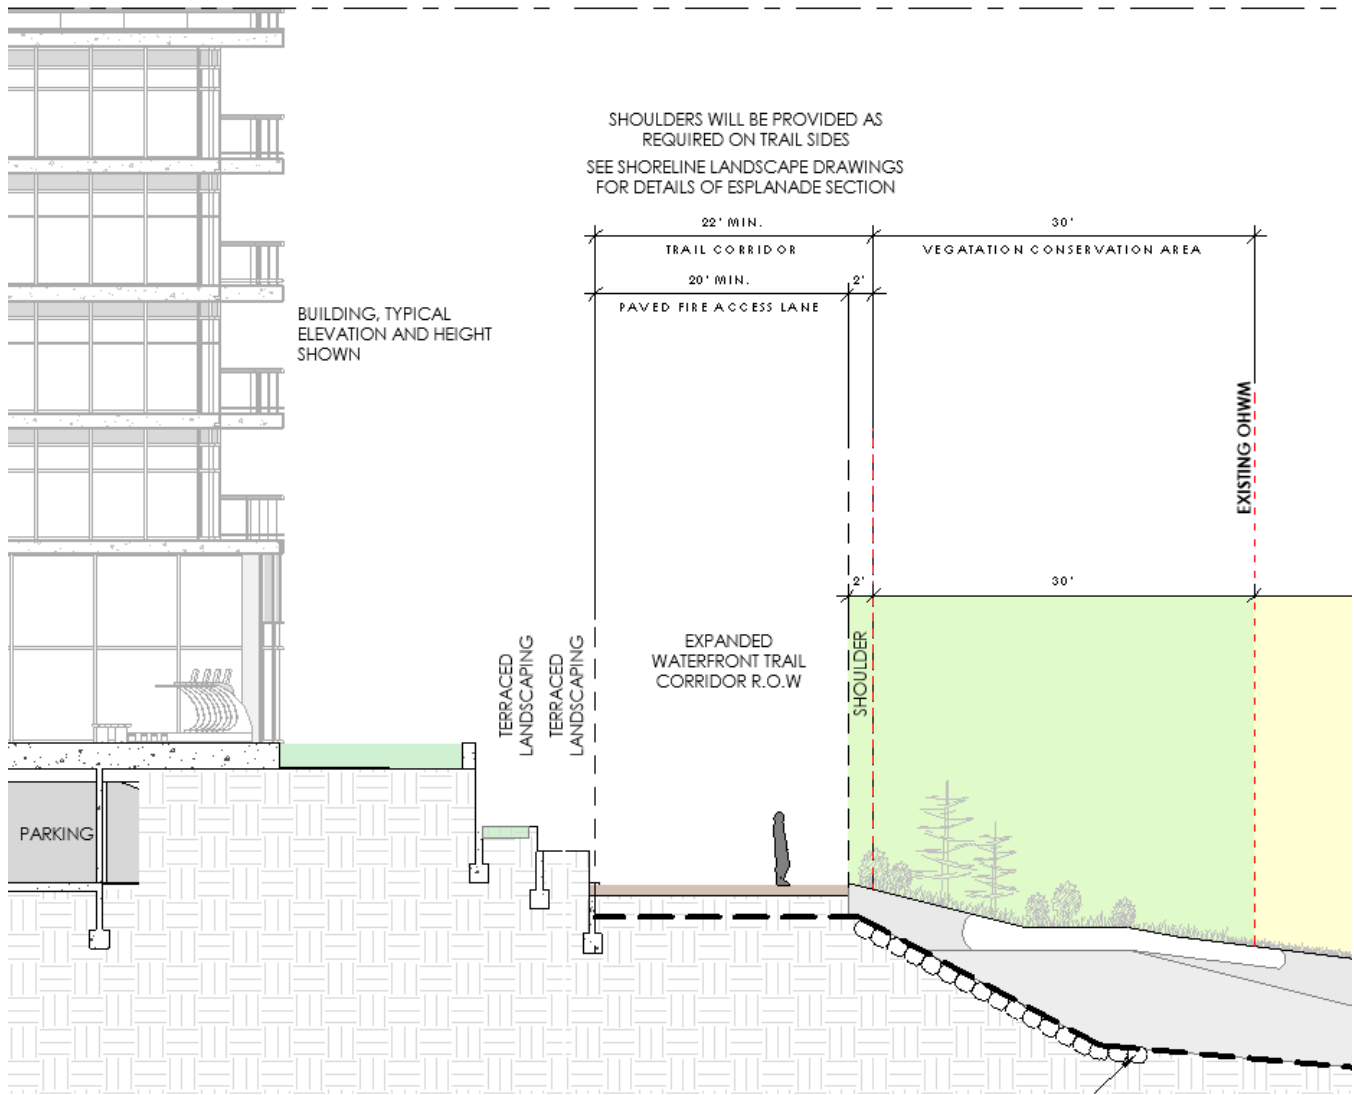 SHOULDERS WILL BE PROVIDED AS
REQUIRED ON TRAIL SIDES
SEE SHORELINE LANDSCAPE DRAWINGS
FOR DETAILS OF ESPLANADE SECTION
22' MIN.
30'
TRAIL CORRIDOR
VEGATATION CONSERVATION AREA
20' MIN.
2'
PAVED FIRE ACCESS LANE
BUILDING, TYPICAL
ELEVATION AND HEIGHT
SHOWN
EXISTING OHWM
2'
30'
TERRACED
LANDSCAPING
TERRACED
LANDSCAPING
EXPANDED
WATERFRONT TRAIL
CORRIDOR R.O.W
SHOULDER
PARKING